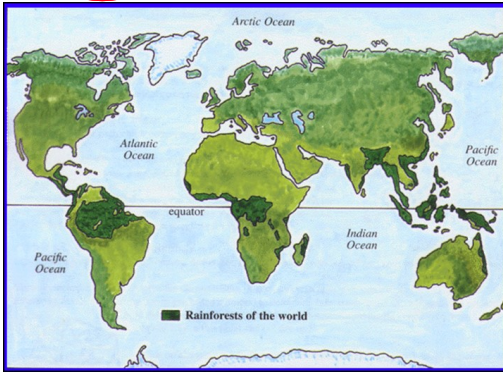 Arctic Ocean
Atlantic
Ocean
Pacific
Ocean
equator
Indian
Ocean
Pacific
Ocean
Rainforests of the world